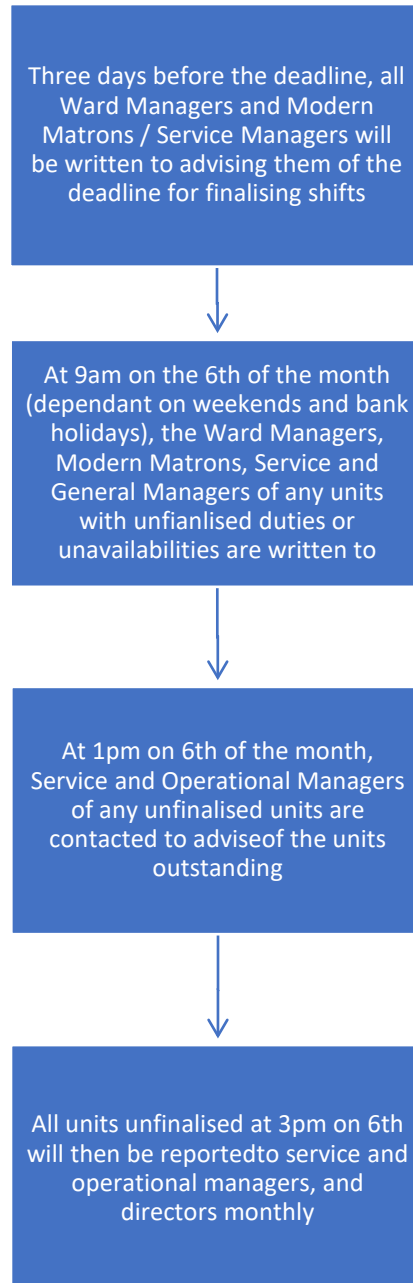 Three days before the deadline, all
Ward Managers and Modern
Matrons / Service Managers will
be written to advising them of the
deadline for finalising shifts
At 9am on the 6th of the month
(dependant on weekends and bank
holidays), the Ward Managers,
Modern Matrons, Service and
General Managers of any units
with unfianlised duties or
unavailabilities are written to
At 1pm on 6th of the month,
Service and Operational Managers
of any unfinalised units are
contacted to adviseof the units
outstanding
All units unfinalised at 3pm on 6th
will then be reportedto service and
operational managers, and
directors monthly